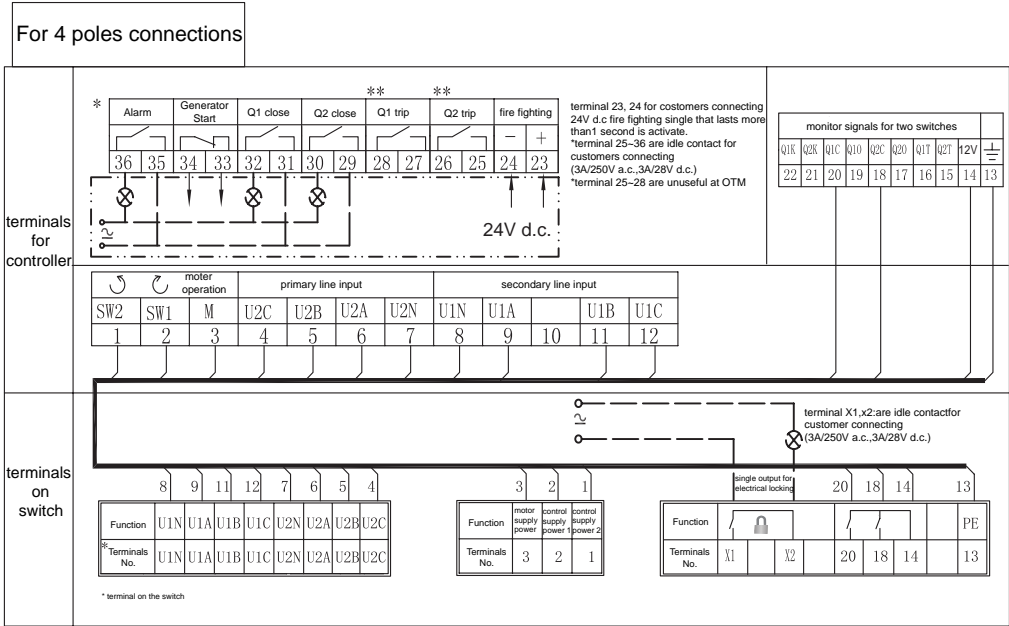 For 4 poles connections
terminals
for
controller
* ** **
Alarm Generator Start Q1 close Q2 close Q1 trip Q2 trip fire fighting
− +
36 35 34 33 32 31 30 29 28 27 26 25 24 23
24V d.c.
terminal 23, 24 for costomers connecting
24V d.c fire fighting single that lasts more
than1 second is activate.
*terminal 25~36 are idle contact for
customers connecting
(3A/250V a.c.,3A/28V d.c.)
*terminal 25~28 are unuseful at OTM
monitor signals for two switches
Q1K Q2K Q1C Q1O Q2C Q2O Q1T Q2T 12V
22 21 20 19 18 17 16 15 14 13
moter
operation
primary line input
secondary line input
SW2 SW1 M U2C U2B U2A U2N U1N U1A U1B U1C
1 2 3 4 5 6 7 8 9 10 11 12
terminals
on
switch
terminal X1,x2:are idle contactfor
customer connecting
(3A/250V a.c.,3A/28V d.c.)
8 9 11 12 7 6 5 4
Function U1N U1A U1B U1C U2N U2A U2B U2C
*Terminals No. U1N U1A U1B U1C U2N U2A U2B U2C
* terminal on the switch
3 2 1
Function motor supply power control supply power 1 control supply power 2
Terminals No. 3 2 1
single output for
electrical locking
20 18 14 13
Function PE
Terminals No. X1 X2 20 18 14 13